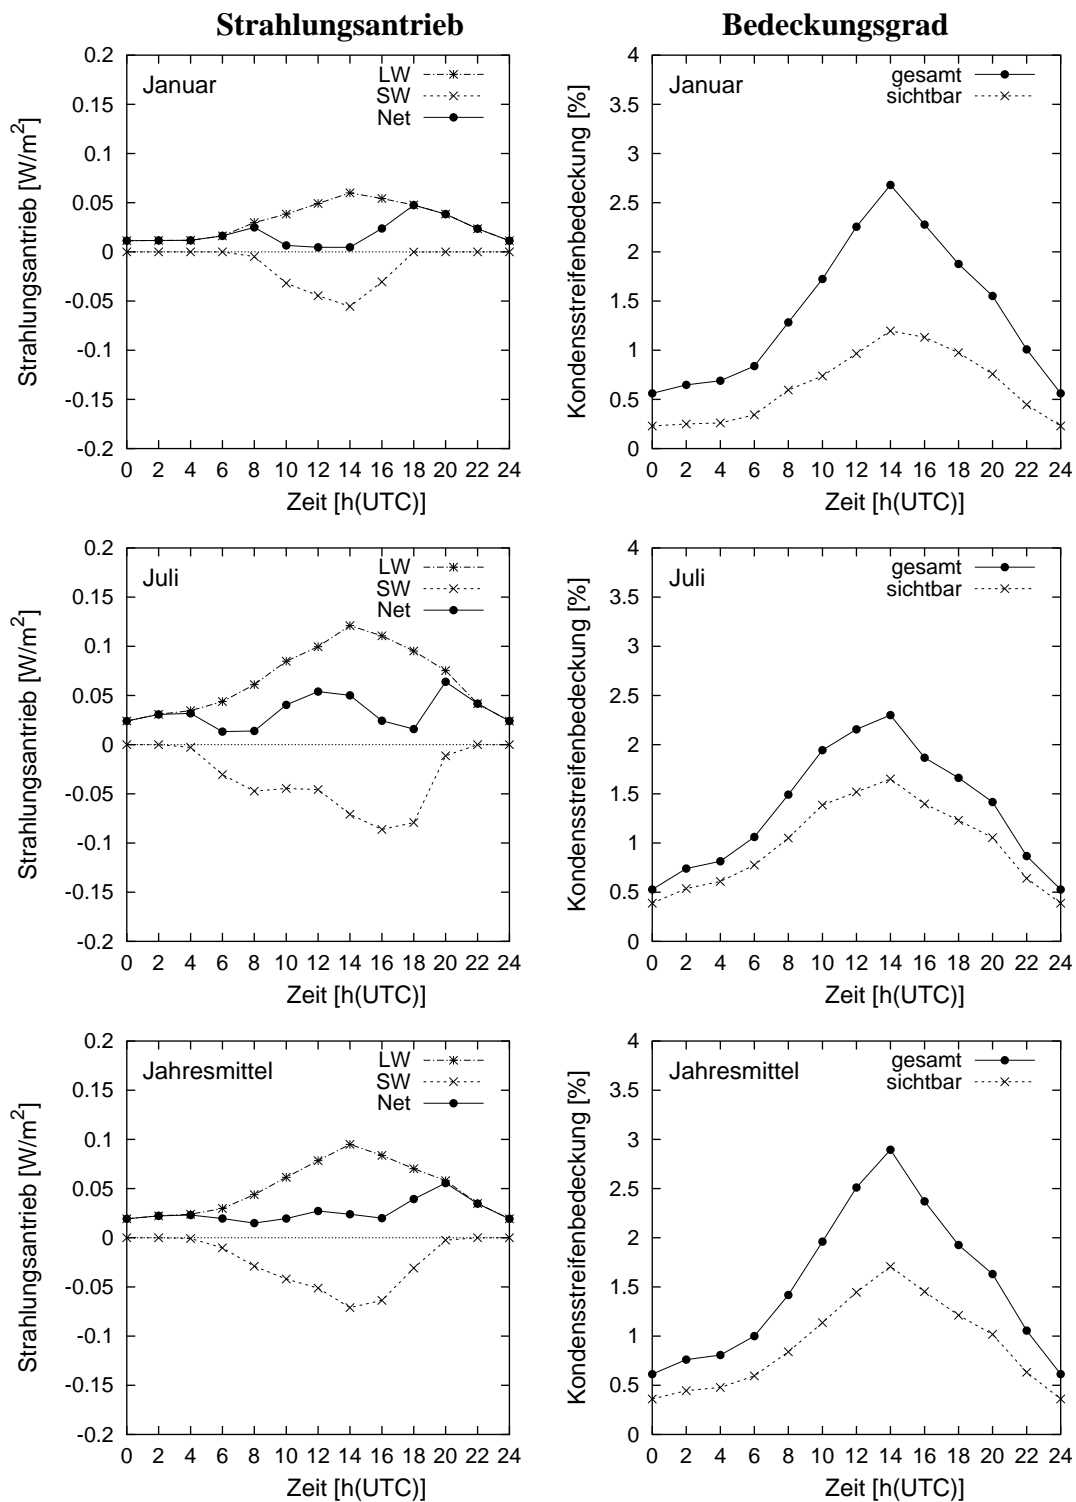 Strahlungsantrieb
Bedeckungsgrad
Januar
LW
SW
Net
0.2
0.15
0.1
0.05
0
-0.05
-0.1
-0.15
-0.2
Strahlungsantrieb [W/m²]
0 2 4 6 8 10 12 14 16 18 20 22 24
Zeit [h(UTC)]
Januar
gesamt
sichtbar
4
3.5
3
2.5
2
1.5
1
0.5
0
Kondensstreifenbedeckung [%]
0 2 4 6 8 10 12 14 16 18 20 22 24
Zeit [h(UTC)]
Juli
LW
SW
Net
0.2
0.15
0.1
0.05
0
-0.05
-0.1
-0.15
-0.2
Strahlungsantrieb [W/m²]
0 2 4 6 8 10 12 14 16 18 20 22 24
Zeit [h(UTC)]
Juli
gesamt
sichtbar
4
3.5
3
2.5
2
1.5
1
0.5
0
Kondensstreifenbedeckung [%]
0 2 4 6 8 10 12 14 16 18 20 22 24
Zeit [h(UTC)]
Jahresmittel
LW
SW
Net
0.2
0.15
0.1
0.05
0
-0.05
-0.1
-0.15
-0.2
Strahlungsantrieb [W/m²]
0 2 4 6 8 10 12 14 16 18 20 22 24
Zeit [h(UTC)]
Jahresmittel
gesamt
sichtbar
4
3.5
3
2.5
2
1.5
1
0.5
0
Kondensstreifenbedeckung [%]
0 2 4 6 8 10 12 14 16 18 20 22 24
Zeit [h(UTC)]